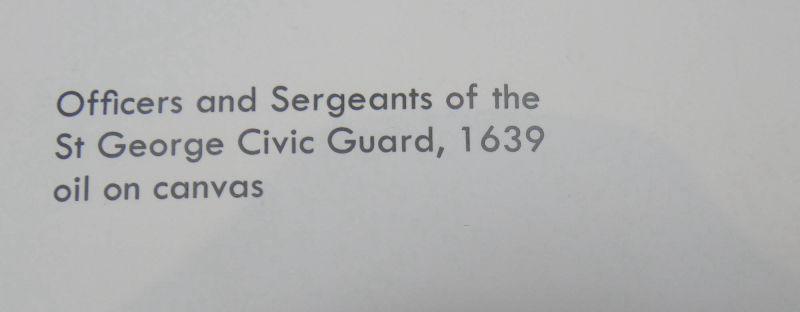 Officers and Sergeants of the
St George Civic Guard, 1639
oil on canvas